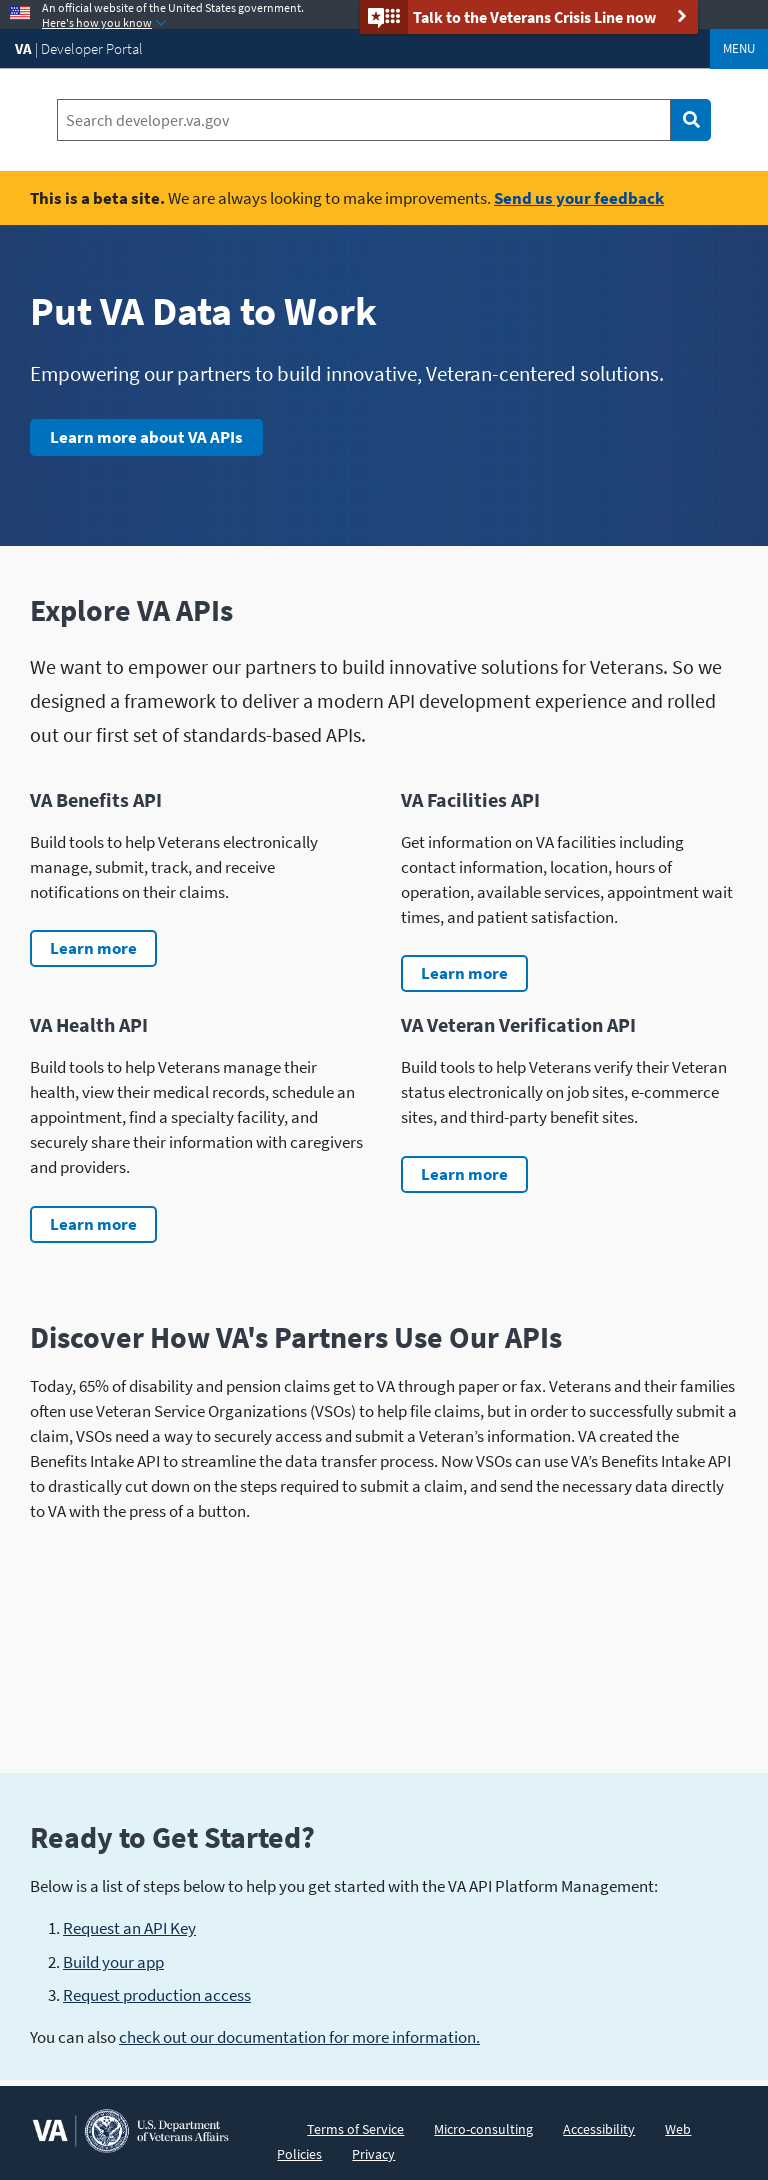 An official website of the United States government.
Here's how you know
Talk to the Veterans Crisis Line now
VA | Developer Portal
MENU
Search developer.va.gov
This is a beta site. We are always looking to make improvements. Send us your feedback
Put VA Data to Work
Empowering our partners to build innovative, Veteran-centered solutions.
Learn more about VA APIs
Explore VA APIs
We want to empower our partners to build innovative solutions for Veterans. So we
designed a framework to deliver a modern API development experience and rolled
out our first set of standards-based APIs.
VA Benefits API
Build tools to help Veterans electronically
manage, submit, track, and receive
notifications on their claims.
Learn more
VA Facilities API
Get information on VA facilities including
contact information, location, hours of
operation, available services, appointment wait
times, and patient satisfaction.
Learn more
VA Health API
Build tools to help Veterans manage their
health, view their medical records, schedule an
appointment, find a specialty facility, and
securely share their information with caregivers
and providers.
Learn more
VA Veteran Verification API
Build tools to help Veterans verify their Veteran
status electronically on job sites, e-commerce
sites, and third-party benefit sites.
Learn more
Discover How VA's Partners Use Our APIs
Today, 65% of disability and pension claims get to VA through paper or fax. Veterans and their families
often use Veteran Service Organizations (VSOs) to help file claims, but in order to successfully submit a
claim, VSOs need a way to securely access and submit a Veteran’s information. VA created the
Benefits Intake API to streamline the data transfer process. Now VSOs can use VA’s Benefits Intake API
to drastically cut down on the steps required to submit a claim, and send the necessary data directly
to VA with the press of a button.
Ready to Get Started?
Below is a list of steps below to help you get started with the VA API Platform Management:
1. Request an API Key
2. Build your app
3. Request production access
You can also check out our documentation for more information.
VA
U.S. Department
of Veterans Affairs
Terms of Service Micro-consulting Accessibility Web
Policies Privacy